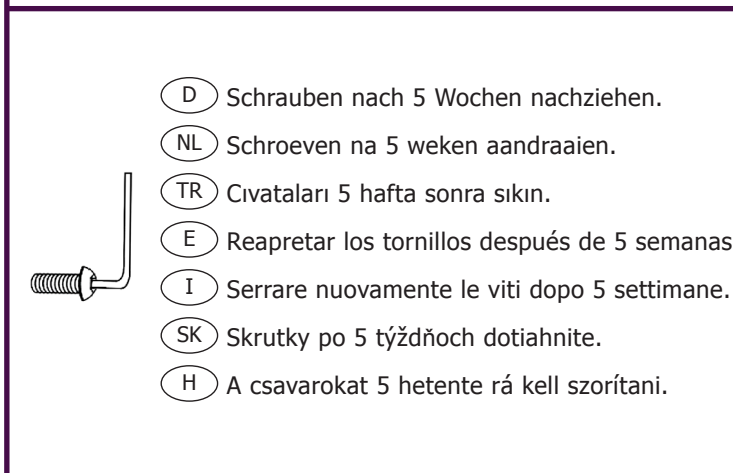 D Schrauben nach 5 Wochen nachziehen.
NL Schroeven na 5 weken aandraaien.
TR Cıvataları 5 hafta sonra sıkın.
E Reapretar los tornillos después de 5 semanas
I Serrare nuovamente le viti dopo 5 settimane.
SK Skrutky po 5 týždňoch dotiahnite.
H A csavarokat 5 hetente rá kell szorítani.